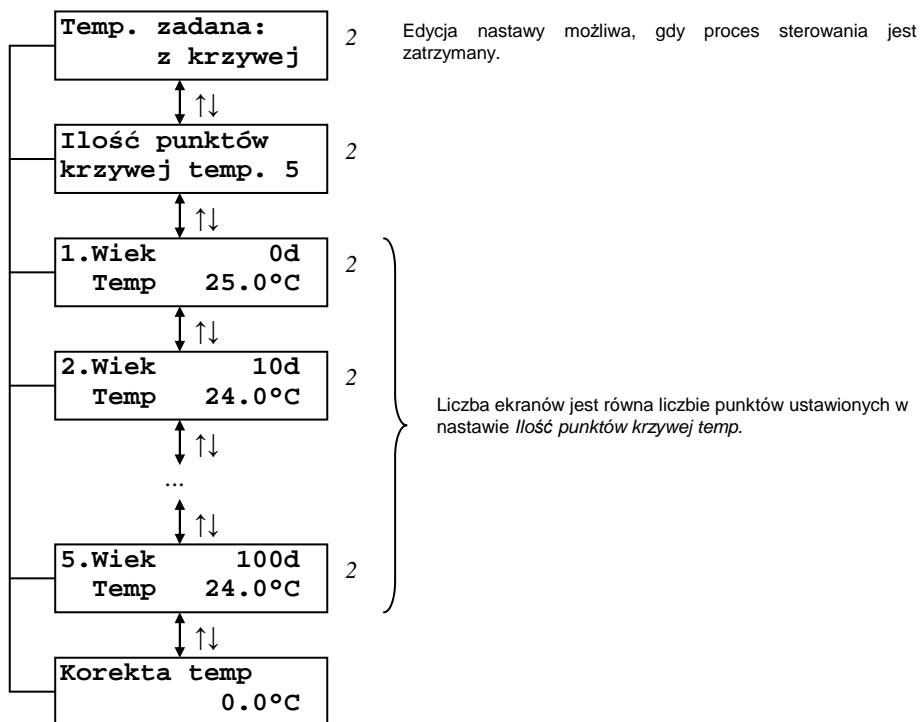 Temp. zadana:
z krzywej
2
Edycja nastawy możliwa, gdy proces sterowania jest
zatrzymany.
↑↓
Ilość punktów
krzywej temp. 5
2
↑↓
1.Wiek 0d
Temp 25.0°C
2
↑↓
2.Wiek 10d
Temp 24.0°C
2
Liczba ekranów jest równa liczbie punktów ustawionych w
nastawie Ilość punktów krzywej temp.
↑↓
...
↑↓
5.Wiek 100d
Temp 24.0°C
2
↑↓
Korekta temp
0.0°C